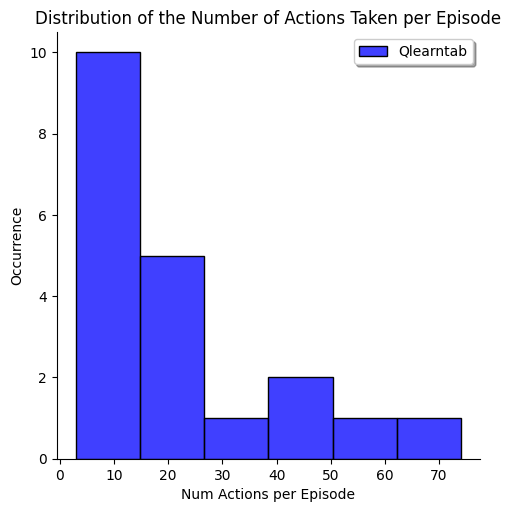 Distribution of the Number of Actions Taken per Episode
Qlearntab
10
8
6
4
2
0
Occurrence
0 10 20 30 40 50 60 70
Num Actions per Episode